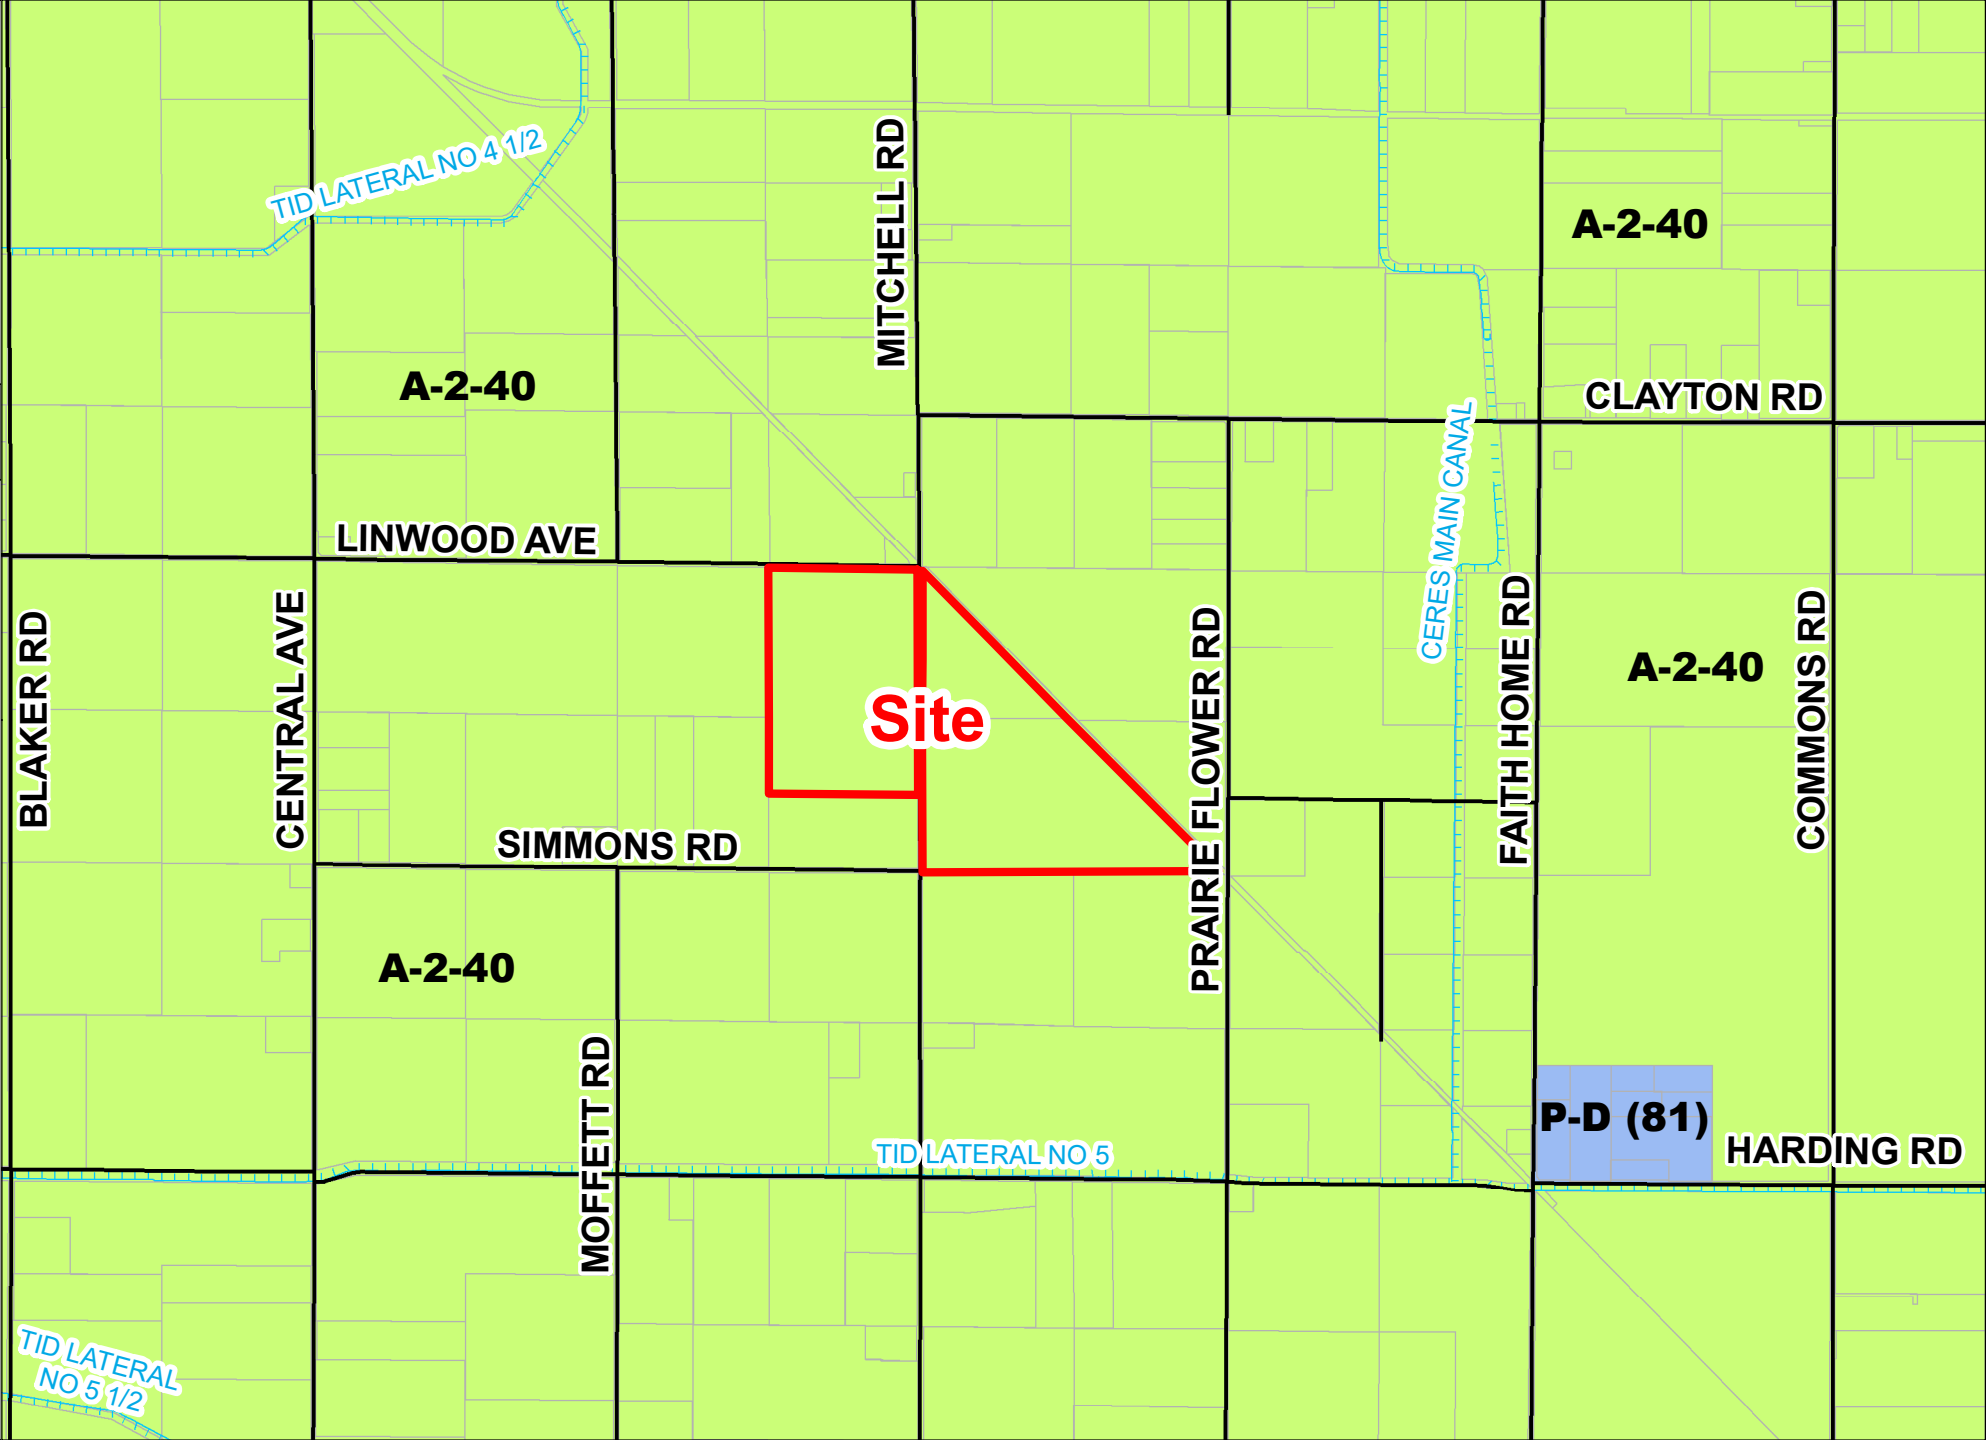 TID LATERAL NO 4 1/2
MITCHELL RD
A-2-40
A-2-40
CLAYTON RD
CERES MAIN CANAL
LINWOOD AVE
BLAKER RD
CENTRAL AVE
Site
PRAIRIE FLOWER RD
FAITH HOME RD
A-2-40
COMMONS RD
SIMMONS RD
A-2-40
MOFFETT RD
P-D (81)
TID LATERAL NO 5
HARDING RD
TID LATERAL
NO 5 1/2